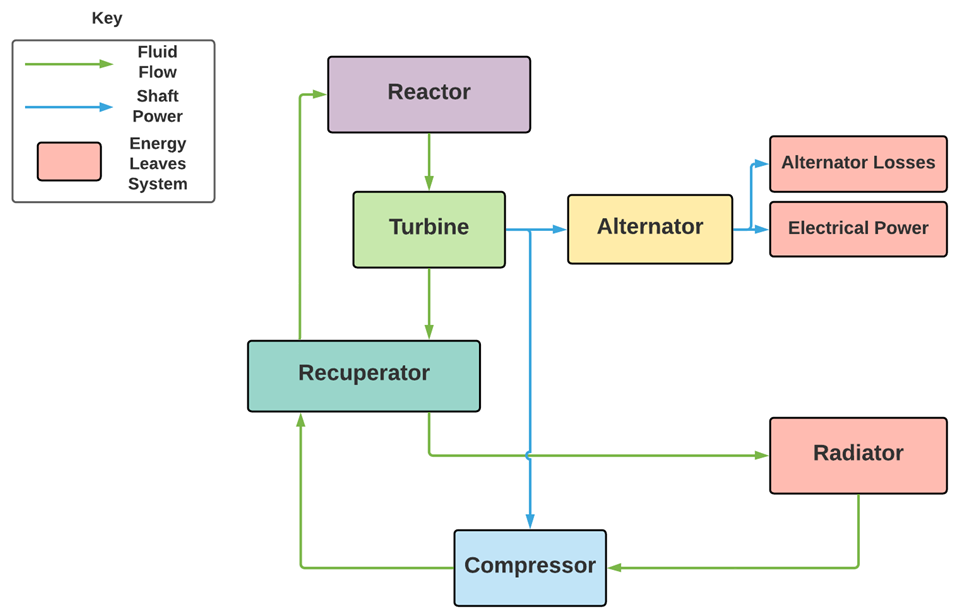 Key
Fluid
Flow
Shaft
Power
Energy
Leaves
System
Reactor
Turbine
Alternator
Alternator Losses
Electrical Power
Recuperator
Radiator
Compressor